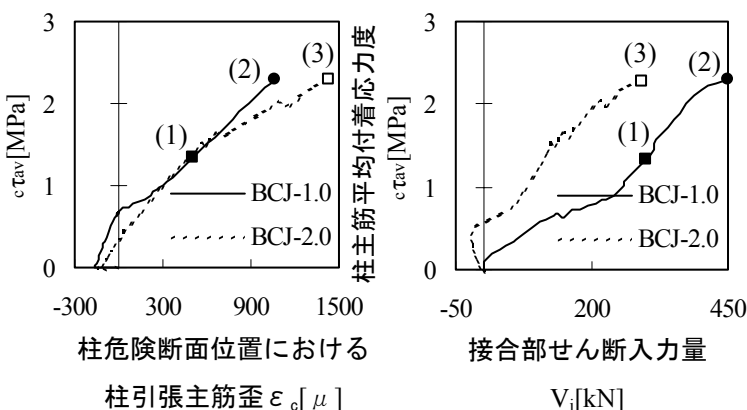 3
2
1
0
cτav[MPa]
(1)
(2)
(3)
BCJ-1.0
BCJ-2.0
-300
300
900
1500
柱危険断面位置における
柱引張主筋歪εc[μ]
柱主筋平均付着応力度
cτav[MPa]
3
2
1
0
(1)
(2)
(3)
BCJ-1.0
BCJ-2.0
-50
200
450
接合部せん断入力量
Vj[kN]